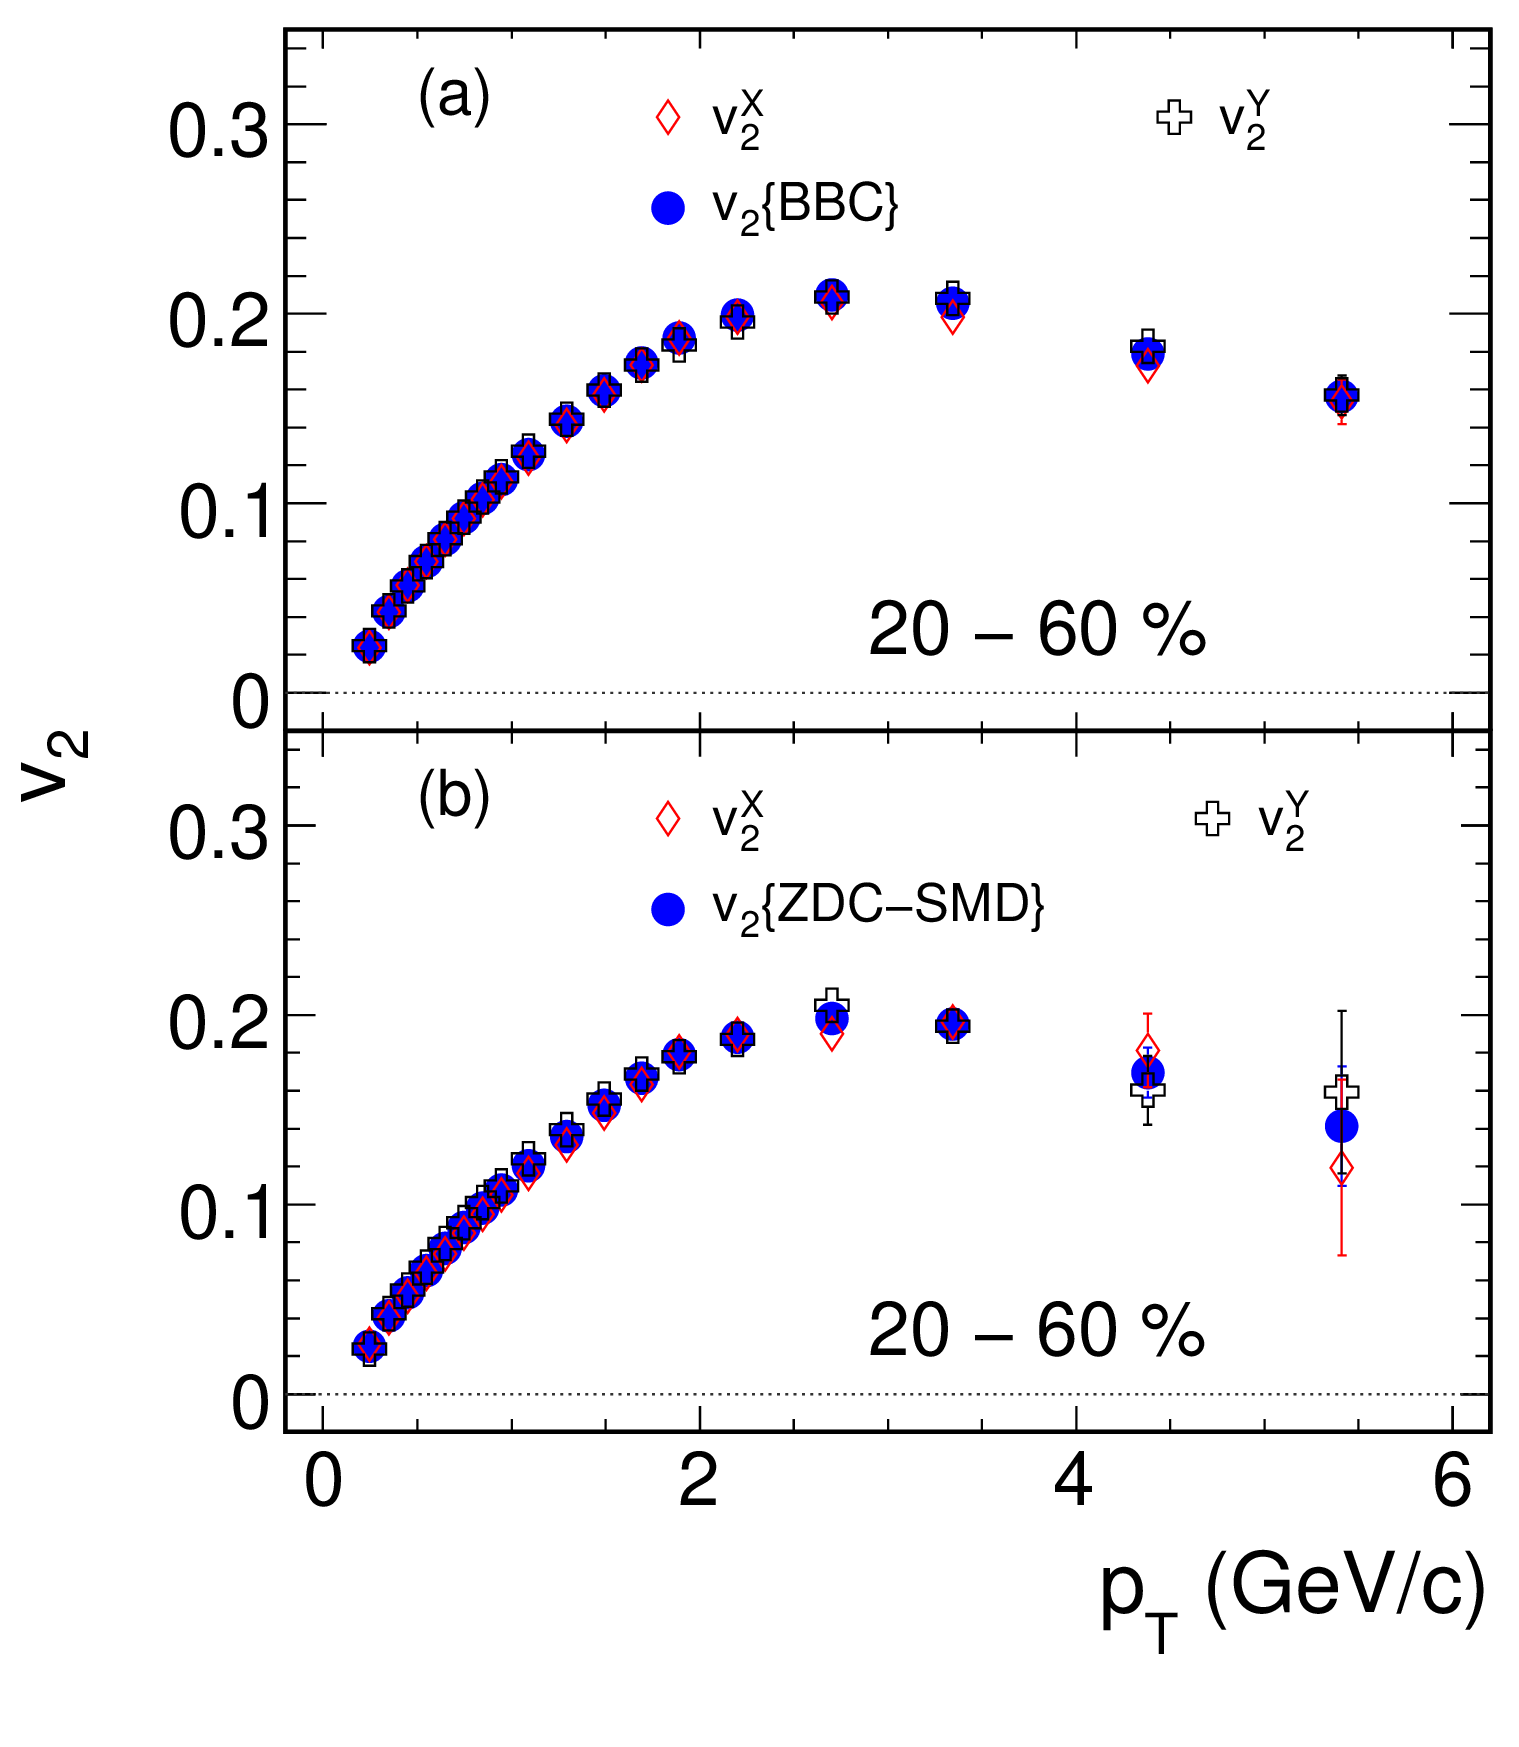 (a)
v₂ˣ
v₂ʸ
v₂{BBC}
0.3
0.2
0.1
0
20 – 60 %
v₂
(b)
v₂ˣ
v₂ʸ
v₂{ZDC–SMD}
0.3
0.2
0.1
0
20 – 60 %
0 2 4 6
p_T (GeV/c)